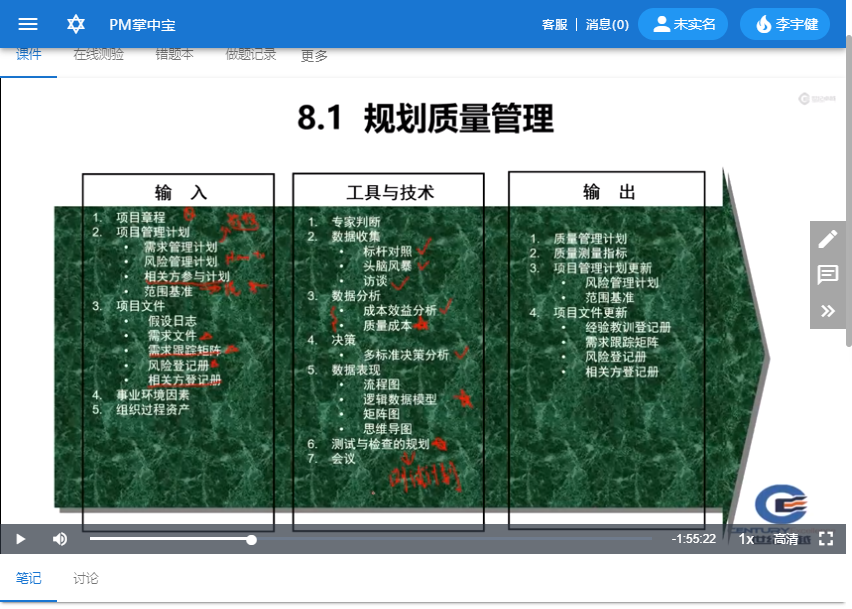 PM掌中宝
客服
消息(0)
未实名
李宇健
课件
在线测验
错题本
做题记录
更多
8.1 规划质量管理
输 入
1. 项目章程
2. 项目管理计划
• 需求管理计划
• 风险管理计划
• 相关方参与计划
• 范围基准
3. 项目文件
• 假设日志
• 需求文件
• 需求跟踪矩阵
• 风险登记册
• 相关方登记册
4. 事业环境因素
5. 组织过程资产
工具与技术
1. 专家判断
2. 数据收集
• 标杆对照
• 头脑风暴
• 访谈
3. 数据分析
• 成本效益分析
• 质量成本
4. 决策
• 多标准决策分析
5. 数据表现
• 流程图
• 逻辑数据模型
• 矩阵图
• 思维导图
6. 测试与检查的规划
7. 会议
输 出
1. 质量管理计划
2. 质量测量指标
3. 项目管理计划更新
• 风险管理计划
• 范围基准
4. 项目文件更新
• 经验教训登记册
• 需求跟踪矩阵
• 风险登记册
• 相关方登记册
-1:55:22
1x
高清
笔记
讨论